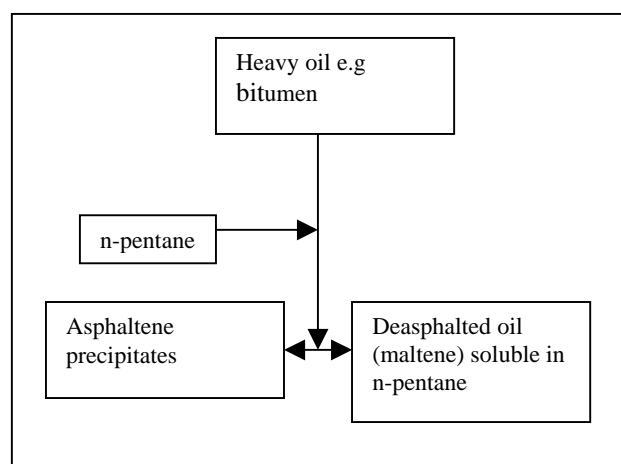 Heavy oil e.g
bitumen
n-pentane
Asphaltene
precipitates
Deasphalted oil
(maltene) soluble in
n-pentane